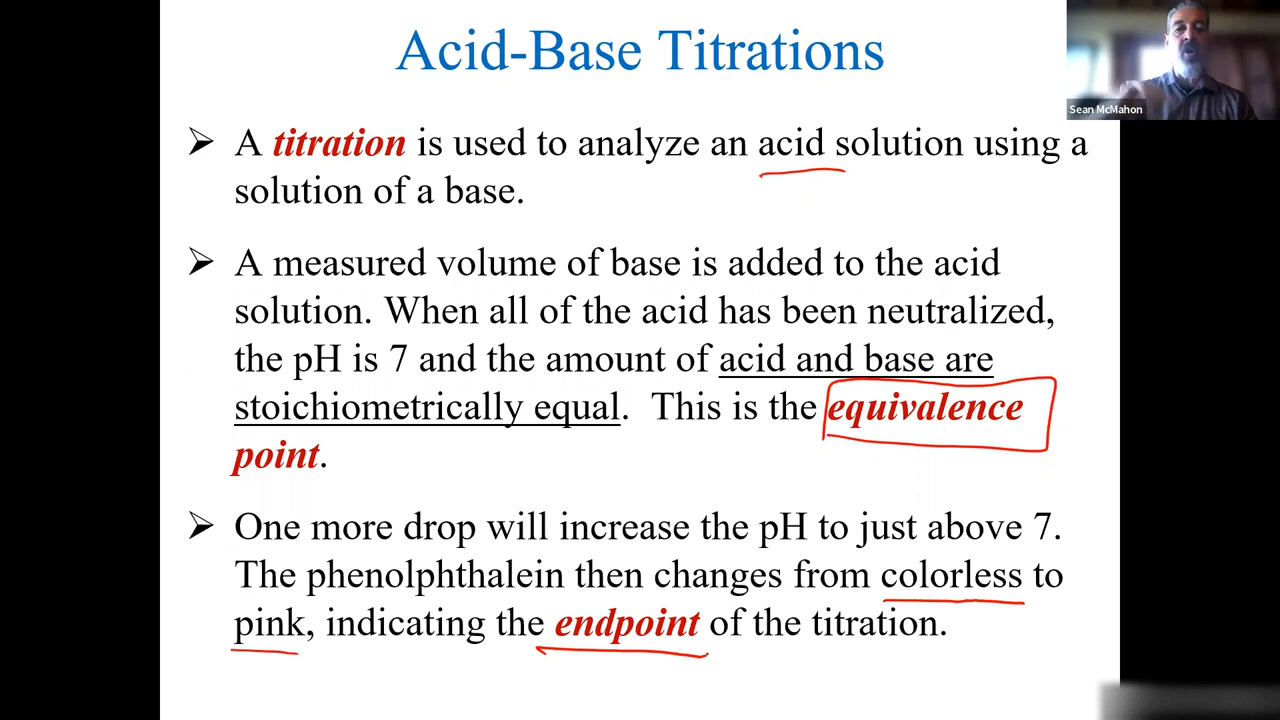 Acid-Base Titrations
Sean McMahon
➢ A titration is used to analyze an acid solution using a
solution of a base.
➢ A measured volume of base is added to the acid
solution. When all of the acid has been neutralized,
the pH is 7 and the amount of acid and base are
stoichiometrically equal. This is the equivalence
point.
➢ One more drop will increase the pH to just above 7.
The phenolphthalein then changes from colorless to
pink, indicating the endpoint of the titration.